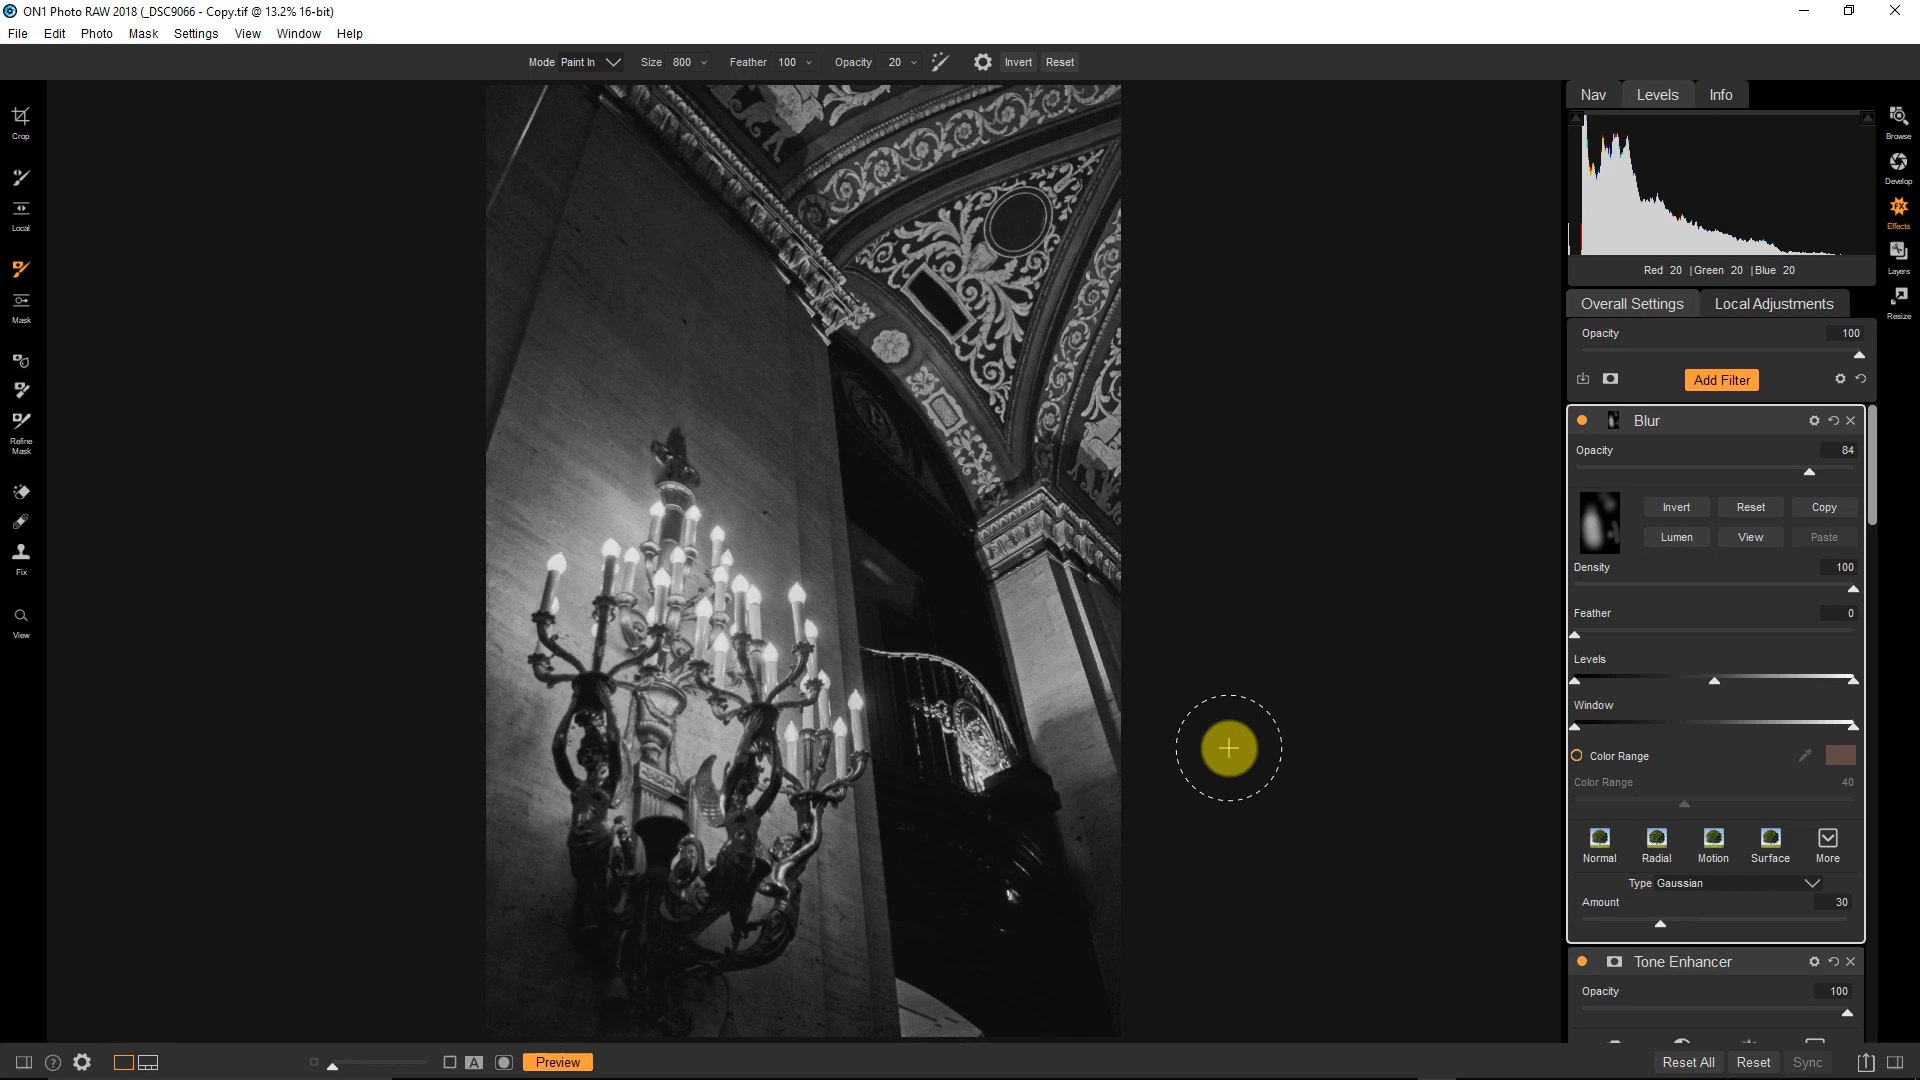 ON1 Photo RAW 2018 (_DSC9066 - Copy.tif @ 13.2% 16-bit)
File Edit Photo Mask Settings View Window Help
Mode Paint In Size 800 Feather 100 Opacity 20 Invert Reset
Nav Levels Info
Crop
Local
Mask
Refine
Mask
Fix
View
Browse
Develop
FX
Effects
Layers
Resize
Red 20 |Green 20 |Blue 20
Overall Settings Local Adjustments
Opacity 100
Add Filter
Blur
Opacity 84
Invert Reset Copy
Lumen View Paste
Density 100
Feather 0
Levels
Window
Color Range
Color Range 40
Normal Radial Motion Surface More
Type Gaussian
Amount 30
Tone Enhancer
Opacity 100
? A Preview Reset All Reset Sync